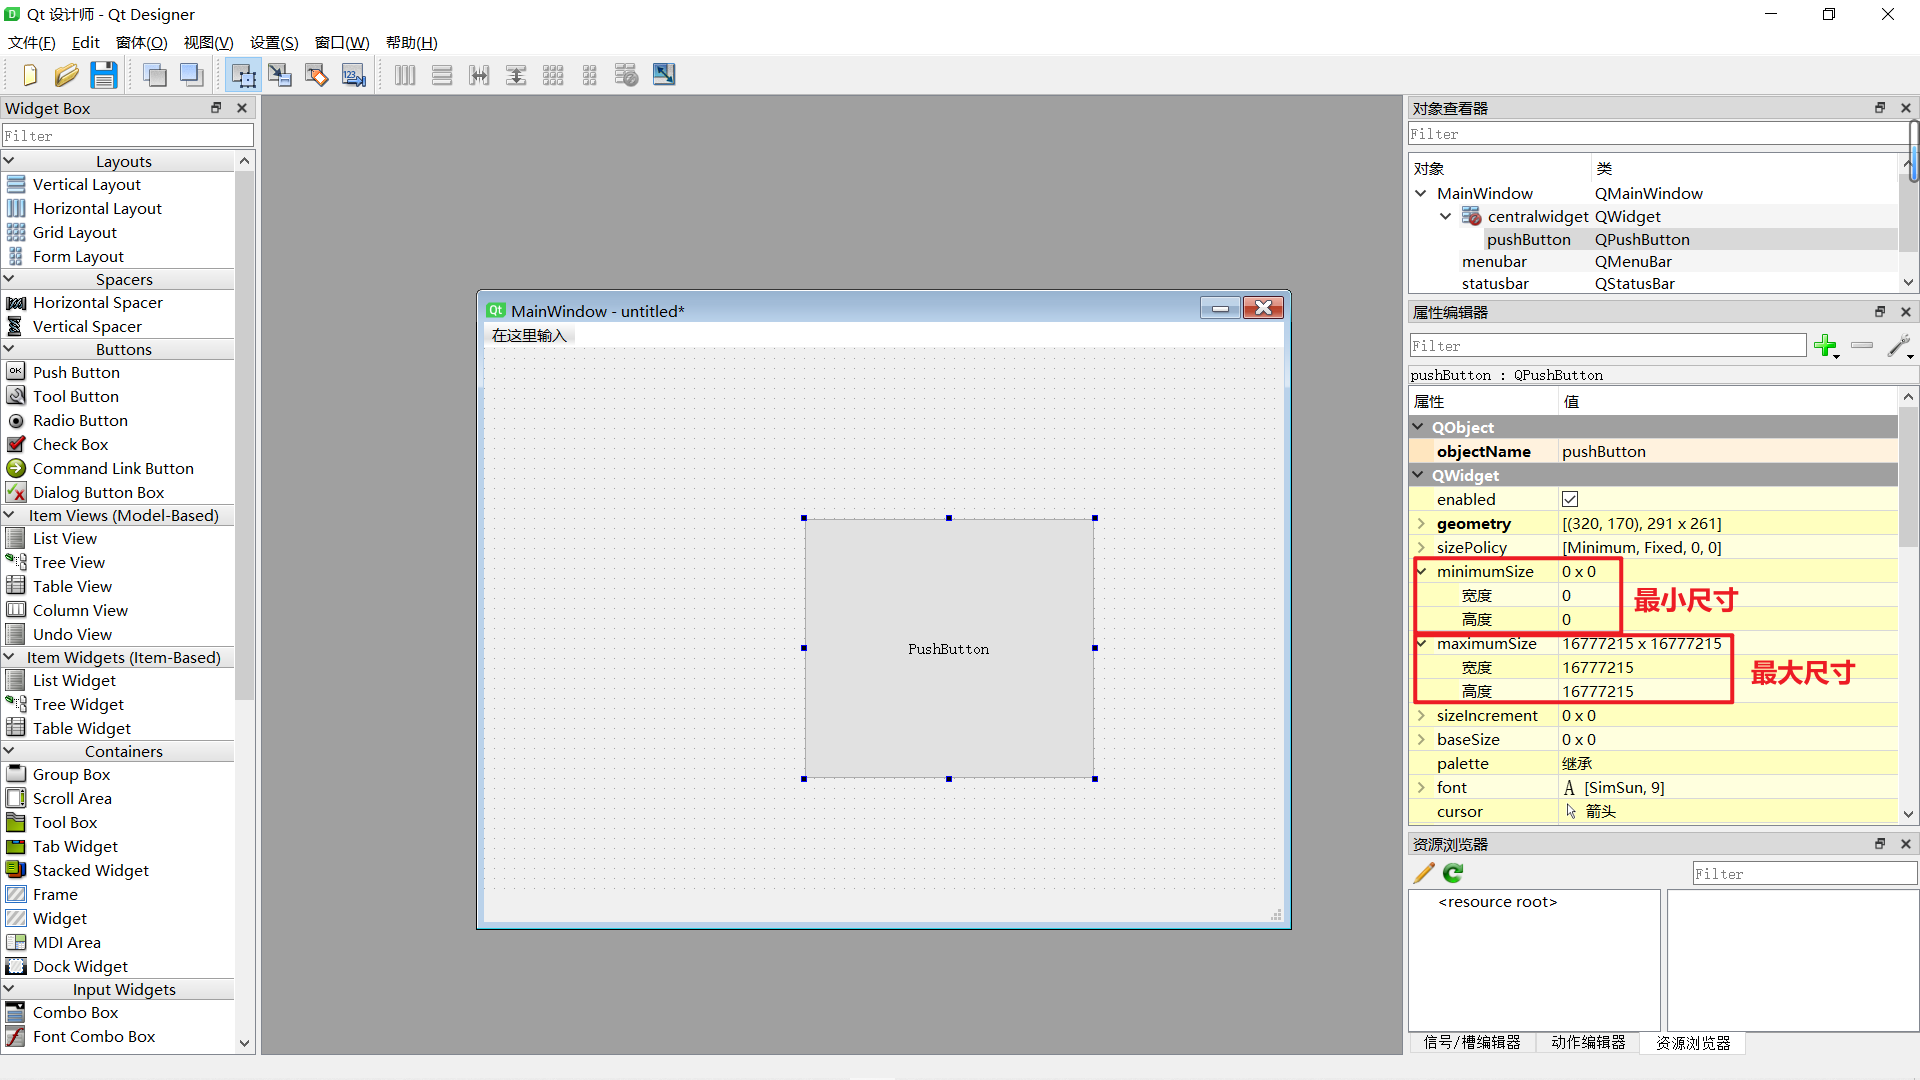 Qt 设计师 - Qt Designer
文件(F) Edit 窗体(O) 视图(V) 设置(S) 窗口(W) 帮助(H)
Widget Box
Filter
Layouts
Vertical Layout
Horizontal Layout
Grid Layout
Form Layout
Spacers
Horizontal Spacer
Vertical Spacer
Buttons
Push Button
Tool Button
Radio Button
Check Box
Command Link Button
Dialog Button Box
Item Views (Model-Based)
List View
Tree View
Table View
Column View
Undo View
Item Widgets (Item-Based)
List Widget
Tree Widget
Table Widget
Containers
Group Box
Scroll Area
Tool Box
Tab Widget
Stacked Widget
Frame
Widget
MDI Area
Dock Widget
Input Widgets
Combo Box
Font Combo Box
MainWindow - untitled*
在这里输入
PushButton
对象查看器
Filter
对象 类
MainWindow QMainWindow
centralwidget QWidget
pushButton QPushButton
menubar QMenuBar
statusbar QStatusBar
属性编辑器
Filter
pushButton : QPushButton
属性 值
QObject
objectName pushButton
QWidget
enabled
geometry [(320, 170), 291 x 261]
sizePolicy [Minimum, Fixed, 0, 0]
minimumSize 0 x 0
宽度 0
高度 0
最小尺寸
maximumSize 16777215 x 16777215
宽度 16777215
高度 16777215
最大尺寸
sizeIncrement 0 x 0
baseSize 0 x 0
palette 继承
font A [SimSun, 9]
cursor 箭头
资源浏览器
Filter
<resource root>
信号/槽编辑器 动作编辑器 资源浏览器